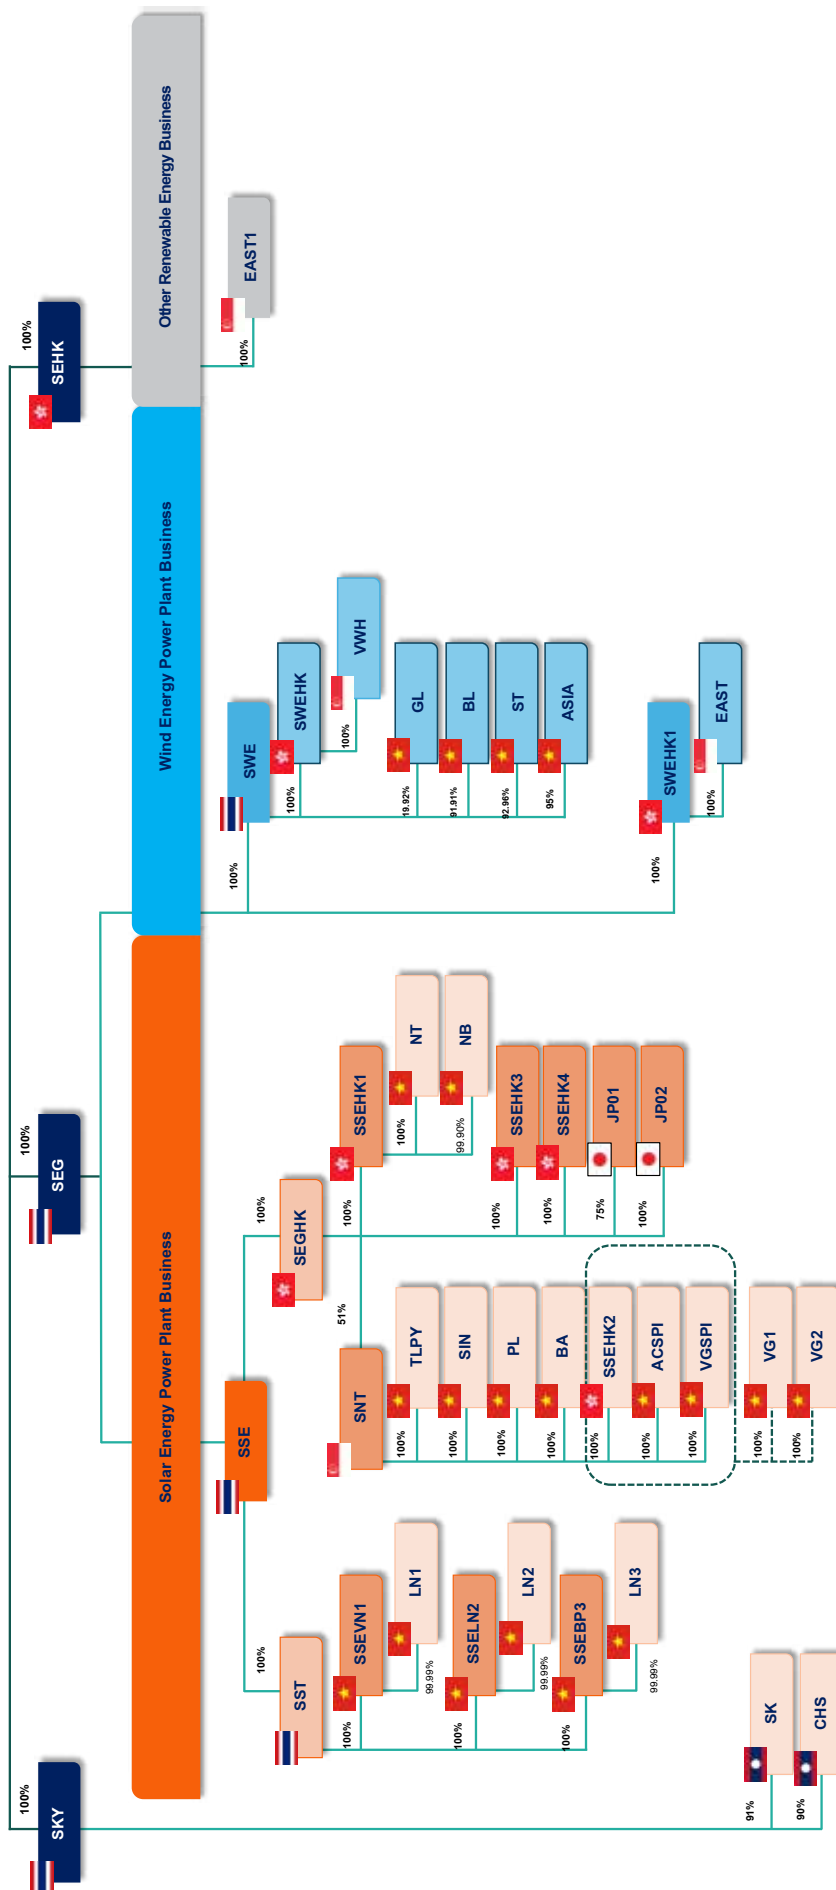 100%
SKY
100%
SEG
100%
SEHK
Solar Energy Power Plant Business
Wind Energy Power Plant Business
Other Renewable Energy Business
SSE
100%
SWE
100%
EAST1
100%
100%
SST
100%
SEGHK
100%
SWEHK
100%
SSEVN1
51%
SNT
100%
SSEHK1
100%
VWH
99.99%
LN1
100%
TLPY
100%
NT
19.92%
GL
100%
SSELN2
100%
SIN
99.90%
NB
91.91%
BL
99.99%
LN2
100%
PL
100%
SSEHK3
92.96%
ST
100%
SSEBP3
100%
BA
100%
SSEHK4
95%
ASIA
99.99%
LN3
100%
SSEHK2
75%
JP01
100%
ACSPI
100%
JP02
100%
SWEHK1
100%
VGSPI
100%
EAST
91%
SK
100%
VG1
90%
CHS
100%
VG2